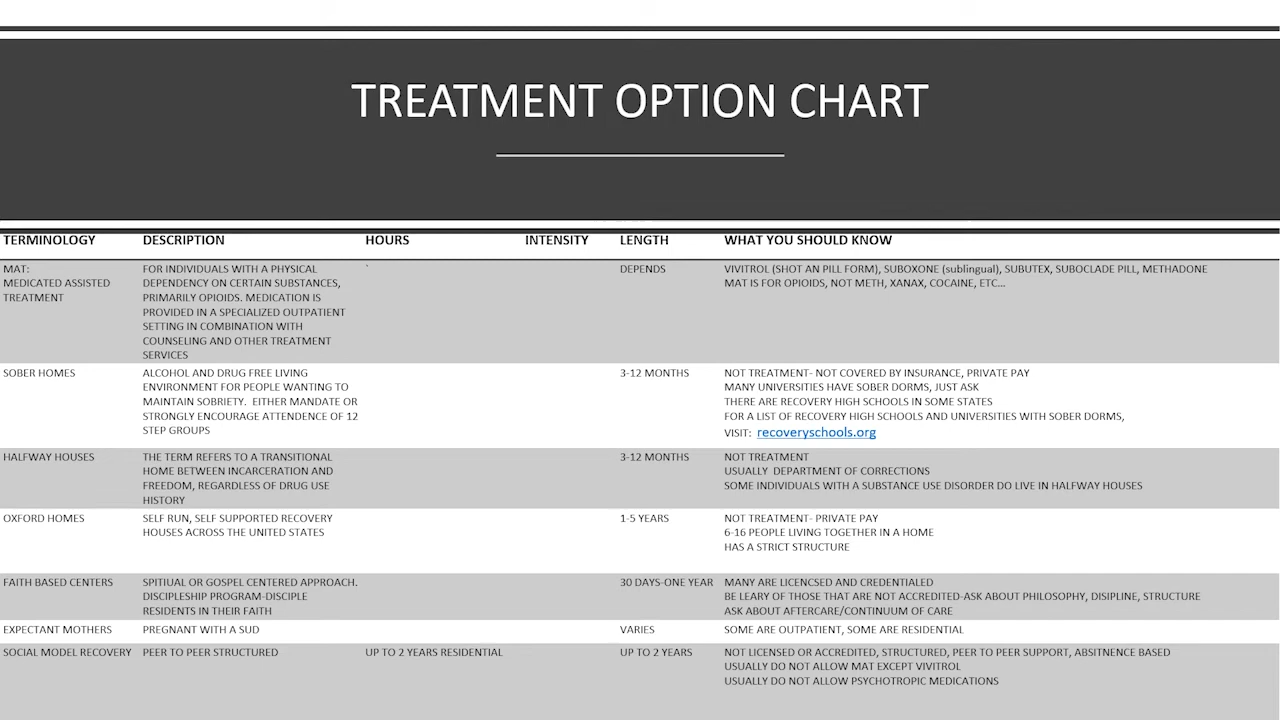 TREATMENT OPTION CHART
TERMINOLOGY DESCRIPTION HOURS INTENSITY LENGTH WHAT YOU SHOULD KNOW
MAT:
MEDICATED ASSISTED
TREATMENT
FOR INDIVIDUALS WITH A PHYSICAL
DEPENDENCY ON CERTAIN SUBSTANCES,
PRIMARILY OPIOIDS. MEDICATION IS
PROVIDED IN A SPECIALIZED OUTPATIENT
SETTING IN COMBINATION WITH
COUNSELING AND OTHER TREATMENT
SERVICES
`
DEPENDS
VIVITROL (SHOT AN PILL FORM), SUBOXONE (sublingual), SUBUTEX, SUBOCLADE PILL, METHADONE
MAT IS FOR OPIOIDS, NOT METH, XANAX, COCAINE, ETC...
SOBER HOMES
ALCOHOL AND DRUG FREE LIVING
ENVIRONMENT FOR PEOPLE WANTING TO
MAINTAIN SOBRIETY. EITHER MANDATE OR
STRONGLY ENCOURAGE ATTENDENCE OF 12
STEP GROUPS
3-12 MONTHS
NOT TREATMENT- NOT COVERED BY INSURANCE, PRIVATE PAY
MANY UNIVERSITIES HAVE SOBER DORMS, JUST ASK
THERE ARE RECOVERY HIGH SCHOOLS IN SOME STATES
FOR A LIST OF RECOVERY HIGH SCHOOLS AND UNIVERSITIES WITH SOBER DORMS,
VISIT: recoveryschools.org
HALFWAY HOUSES
THE TERM REFERS TO A TRANSITIONAL
HOME BETWEEN INCARCERATION AND
FREEDOM, REGARDLESS OF DRUG USE
HISTORY
3-12 MONTHS
NOT TREATMENT
USUALLY DEPARTMENT OF CORRECTIONS
SOME INDIVIDUALS WITH A SUBSTANCE USE DISORDER DO LIVE IN HALFWAY HOUSES
OXFORD HOMES
SELF RUN, SELF SUPPORTED RECOVERY
HOUSES ACROSS THE UNITED STATES
1-5 YEARS
NOT TREATMENT- PRIVATE PAY
6-16 PEOPLE LIVING TOGETHER IN A HOME
HAS A STRICT STRUCTURE
FAITH BASED CENTERS
SPITIUAL OR GOSPEL CENTERED APPROACH.
DISCIPLESHIP PROGRAM-DISCIPLE
RESIDENTS IN THEIR FAITH
30 DAYS-ONE YEAR
MANY ARE LICENCSED AND CREDENTIALED
BE LEARY OF THOSE THAT ARE NOT ACCREDITED-ASK ABOUT PHILOSOPHY, DISIPLINE, STRUCTURE
ASK ABOUT AFTERCARE/CONTINUUM OF CARE
EXPECTANT MOTHERS
PREGNANT WITH A SUD
VARIES
SOME ARE OUTPATIENT, SOME ARE RESIDENTIAL
SOCIAL MODEL RECOVERY
PEER TO PEER STRUCTURED
UP TO 2 YEARS RESIDENTIAL
UP TO 2 YEARS
NOT LICENSED OR ACCREDITED, STRUCTURED, PEER TO PEER SUPPORT, ABSITNENCE BASED
USUALLY DO NOT ALLOW MAT EXCEPT VIVITROL
USUALLY DO NOT ALLOW PSYCHOTROPIC MEDICATIONS